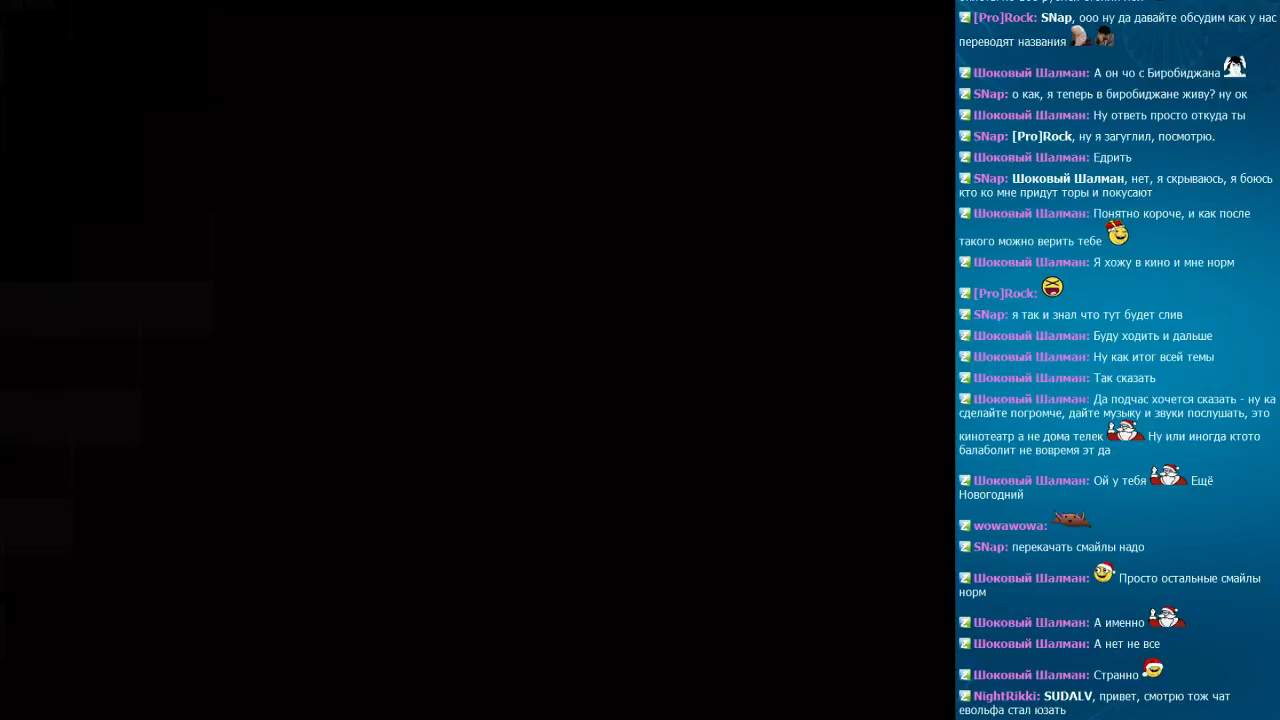 [Pro]Rock: SNap, ооо ну да давайте обсудим как у нас
переводят названия
Шоковый Шалман: А он чо с Биробиджана
SNap: о как, я теперь в биробиджане живу? ну ок
Шоковый Шалман: Ну ответь просто откуда ты
SNap: [Pro]Rock, ну я загуглил, посмотрю.
Шоковый Шалман: Едрить
SNap: Шоковый Шалман, нет, я скрываюсь, я боюсь
кто ко мне придут торы и покусают
Шоковый Шалман: Понятно короче, и как после
такого можно верить тебе
Шоковый Шалман: Я хожу в кино и мне норм
[Pro]Rock:
SNap: я так и знал что тут будет слив
Шоковый Шалман: Буду ходить и дальше
Шоковый Шалман: Ну как итог всей темы
Шоковый Шалман: Так сказать
Шоковый Шалман: Да подчас хочется сказать - ну ка
сделайте погромче, дайте музыку и звуки послушать, это
кинотеатр а не дома телек Ну или иногда ктото
балаболит не вовремя эт да
Шоковый Шалман: Ой у тебя Ещё
Новогодний
wowawowa:
SNap: перекачать смайлы надо
Шоковый Шалман: Просто остальные смайлы
норм
Шоковый Шалман: А именно
Шоковый Шалман: А нет не все
Шоковый Шалман: Странно
NightRikki: SUDALV, привет, смотрю тож чат
евольфа стал юзать